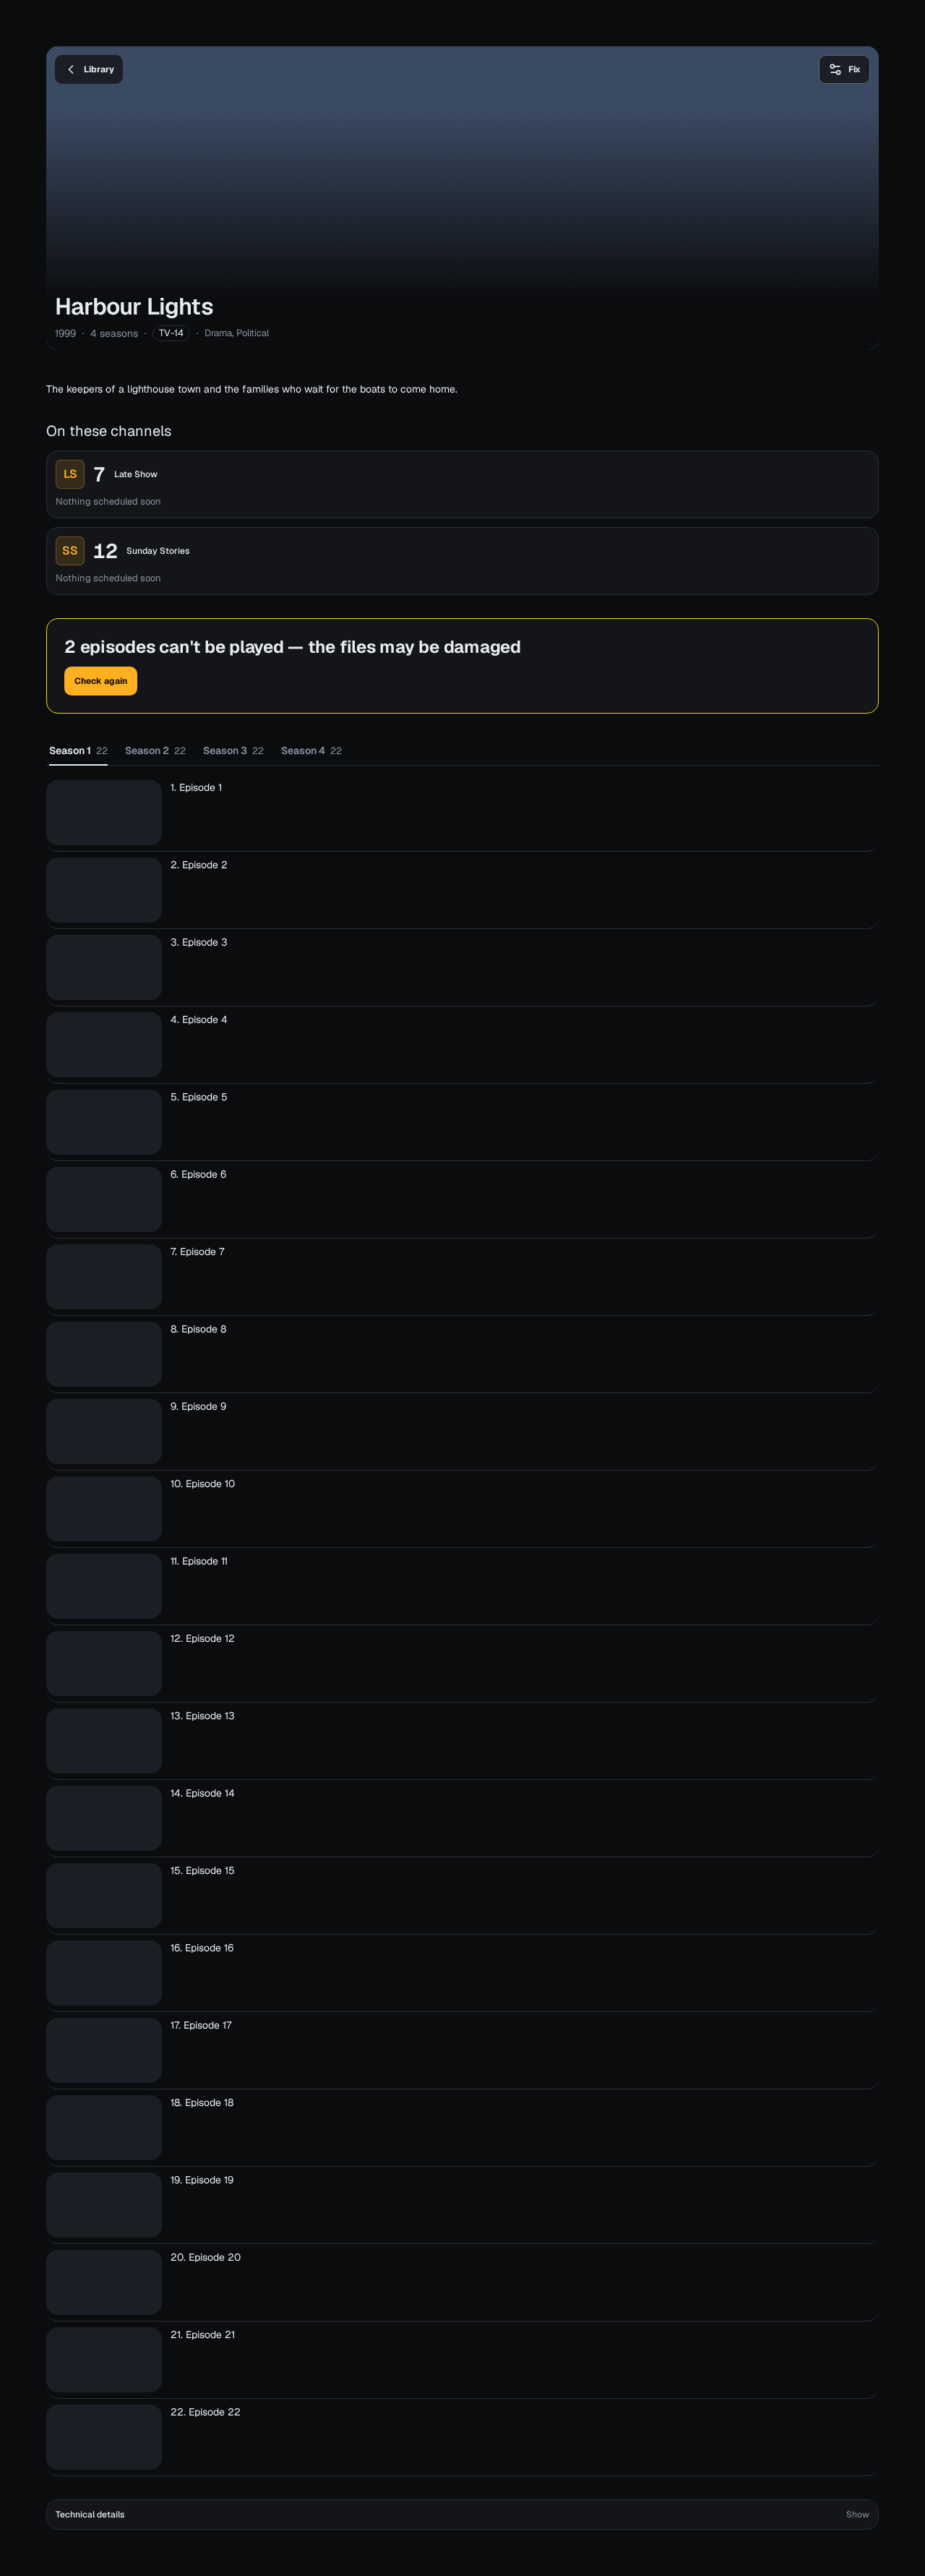 Library
Fix
Harbour Lights
1999 · 4 seasons · TV-14 · Drama, Political
The keepers of a lighthouse town and the families who wait for the boats to come home.
On these channels
LS 7 Late Show
Nothing scheduled soon
SS 12 Sunday Stories
Nothing scheduled soon
2 episodes can't be played — the files may be damaged
Check again
Season 1 22 Season 2 22 Season 3 22 Season 4 22
1. Episode 1
2. Episode 2
3. Episode 3
4. Episode 4
5. Episode 5
6. Episode 6
7. Episode 7
8. Episode 8
9. Episode 9
10. Episode 10
11. Episode 11
12. Episode 12
13. Episode 13
14. Episode 14
15. Episode 15
16. Episode 16
17. Episode 17
18. Episode 18
19. Episode 19
20. Episode 20
21. Episode 21
22. Episode 22
Technical details Show